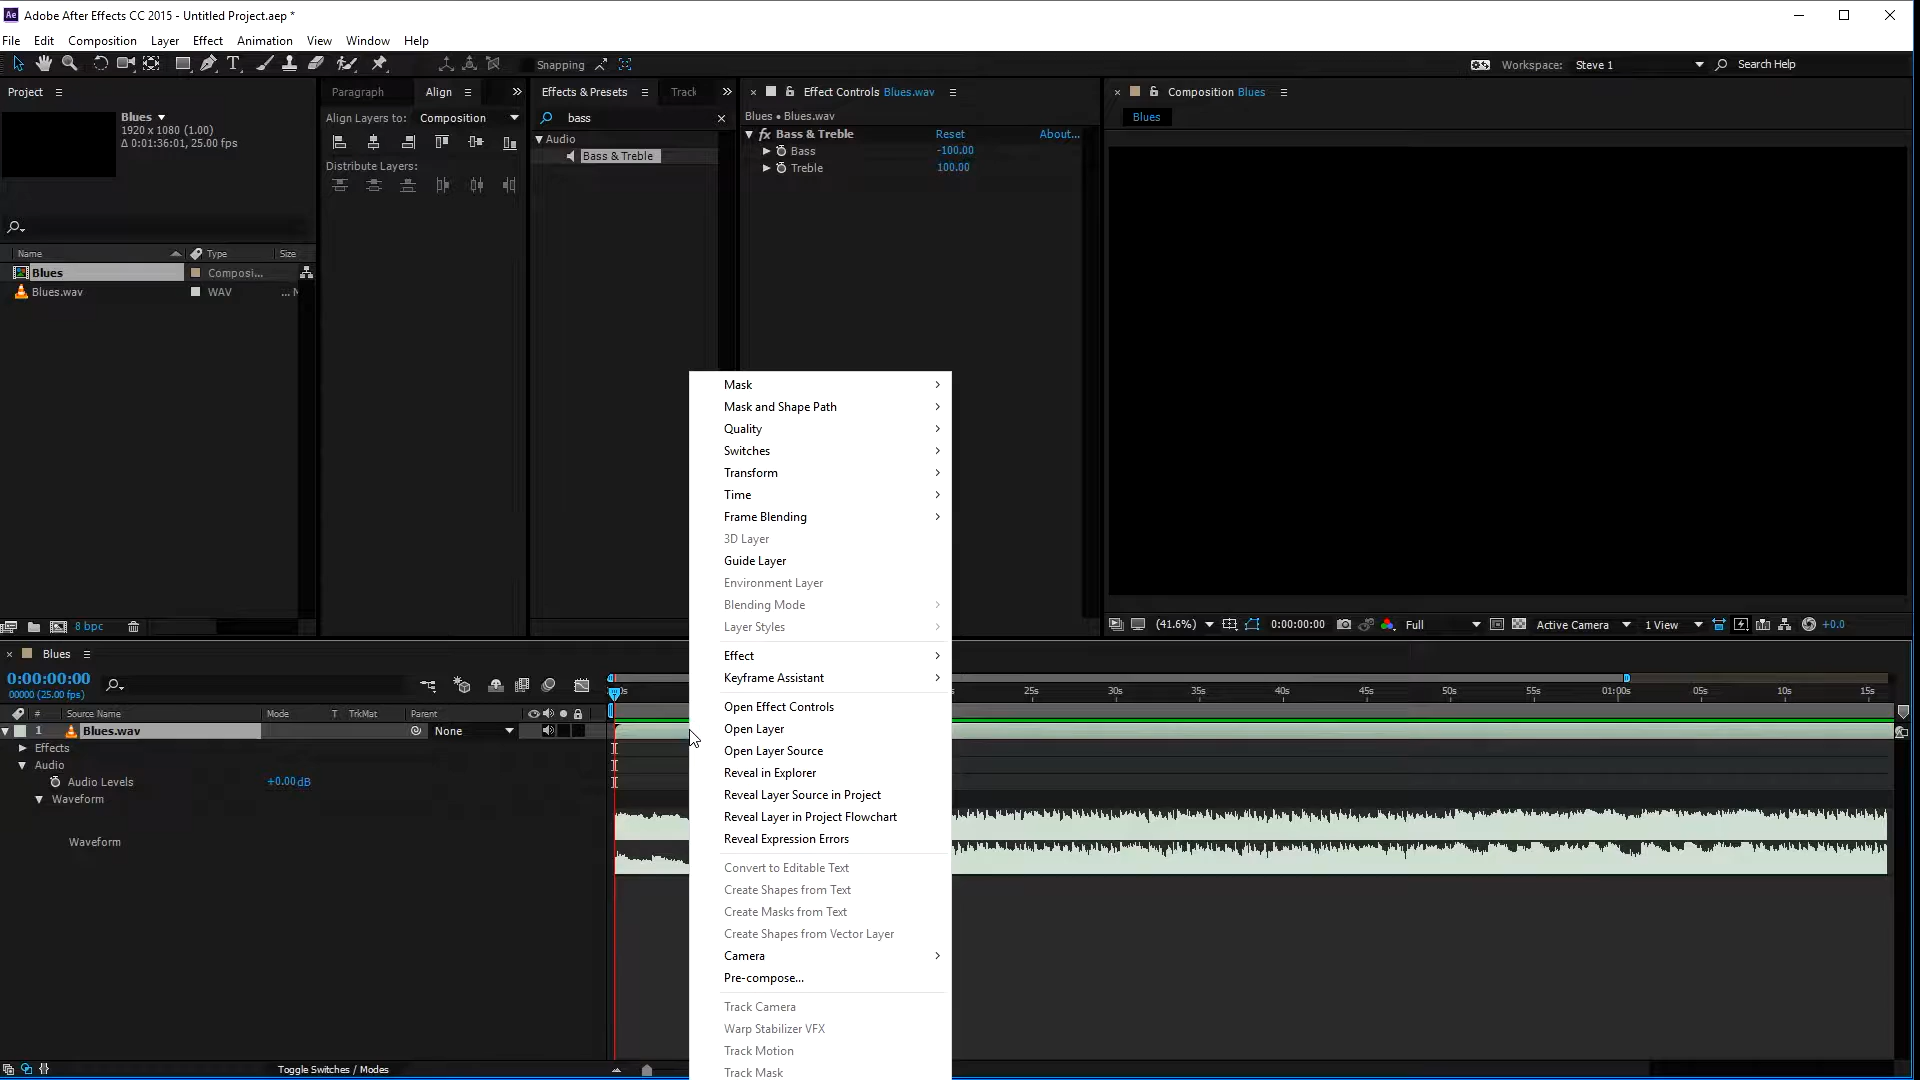 Ae Adobe After Effects CC 2015 - Untitled Project.aep *
File Edit Composition Layer Effect Animation View Window Help
Snapping
Workspace: Steve 1
Search Help
Project
Blues
1920 x 1080 (1.00)
Δ 0:01:36:01, 25.00 fps
Name Type Size
Blues Composi...
Blues.wav WAV ...
8 bpc
Paragraph Align
Align Layers to: Composition
Distribute Layers:
Effects & Presets Track
bass
Audio
Bass & Treble
Effect Controls Blues.wav
Blues • Blues.wav
fx Bass & Treble Reset About...
Bass -100.00
Treble 100.00
Composition Blues
Blues
(41.6%) 0:00:00:00 Full Active Camera 1 View +0.0
Mask
Mask and Shape Path
Quality
Switches
Transform
Time
Frame Blending
3D Layer
Guide Layer
Environment Layer
Blending Mode
Layer Styles
Effect
Keyframe Assistant
Open Effect Controls
Open Layer
Open Layer Source
Reveal in Explorer
Reveal Layer Source in Project
Reveal Layer in Project Flowchart
Reveal Expression Errors
Convert to Editable Text
Create Shapes from Text
Create Masks from Text
Create Shapes from Vector Layer
Camera
Pre-compose...
Track Camera
Warp Stabilizer VFX
Track Motion
Track Mask
Blues
0:00:00:00
00000 (25.00 fps)
25s 30s 35s 40s 45s 50s 55s 01:00s 05s 10s 15s
# Source Name Mode T TrkMat Parent
1 Blues.wav None
Effects
Audio
Audio Levels +0.00 dB
Waveform
Waveform
Toggle Switches / Modes